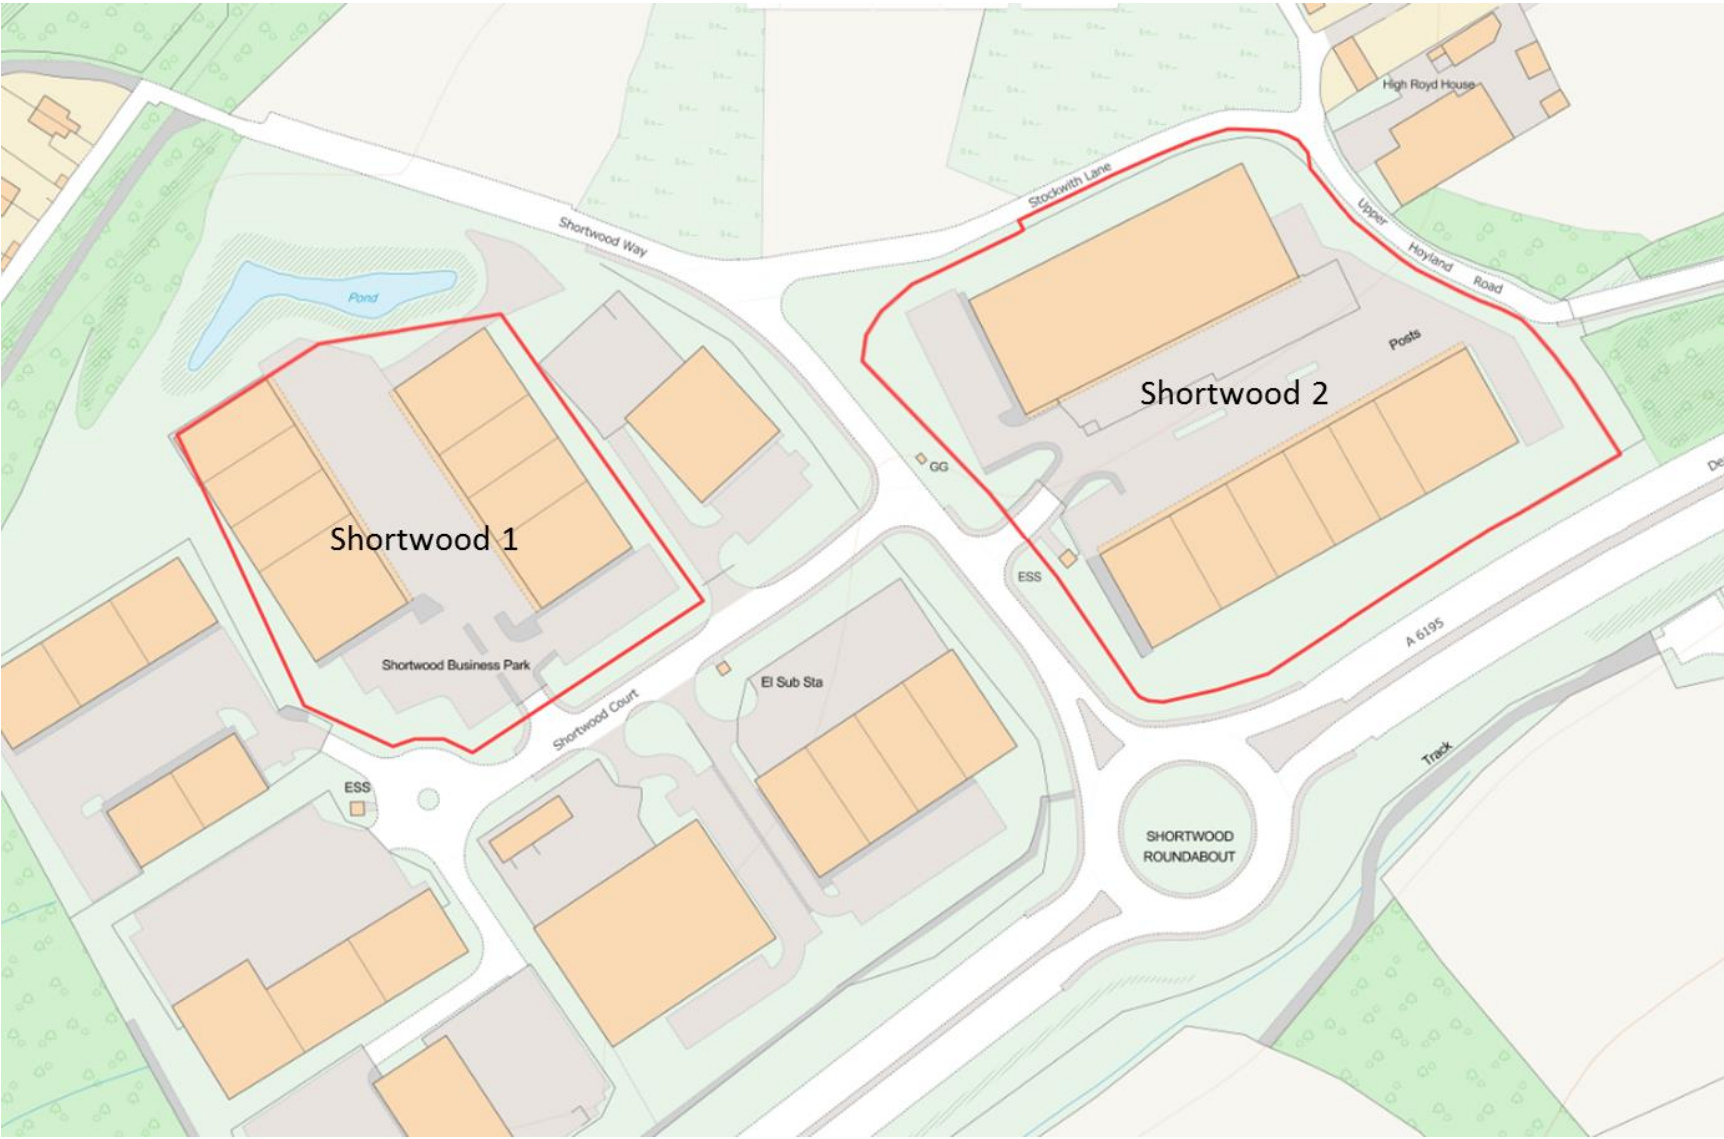 High Royd House
Stockwith Lane
Upper
Hoyland
Road
Shortwood Way
Pond
Posts
Shortwood 2
GG
Shortwood 1
ESS
A 6195
Shortwood Business Park
El Sub Sta
Shortwood Court
Track
ESS
SHORTWOOD
ROUNDABOUT